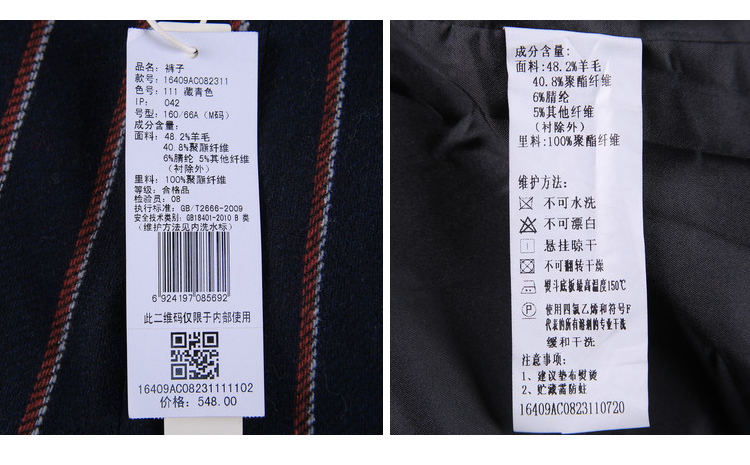 品名: 裤子
款号: 16409AC082311
色号: 111 藏青色
IP: 042
号型: 160/66A (M码)
成分含量:
面料: 48.2%羊毛
40.8%聚酯纤维
6%腈纶 5%其他纤维
(衬除外)
里料: 100%聚酯纤维
等级: 合格品
检验员: 08
执行标准: GB/T2666-2009
安全技术类别: GB18401-2010 B 类
(维护方法见内洗水标)
6924197085692
此二维码仅限于内部使用
16409AC08231111102
价格: 548.00
成分含量:
面料: 48.2%羊毛
40.8%聚酯纤维
6%腈纶
5%其他纤维
(衬除外)
里料: 100%聚酯纤维
维护方法:
不可水洗
不可漂白
悬挂晾干
不可翻转干燥
熨斗底板最高温度150℃
P 使用四氯乙烯和符号F
代表的所有溶剂的专业干洗
缓和干洗
注意事项:
1、建议垫布熨烫
2、贮藏需防蛀
16409AC0823110720